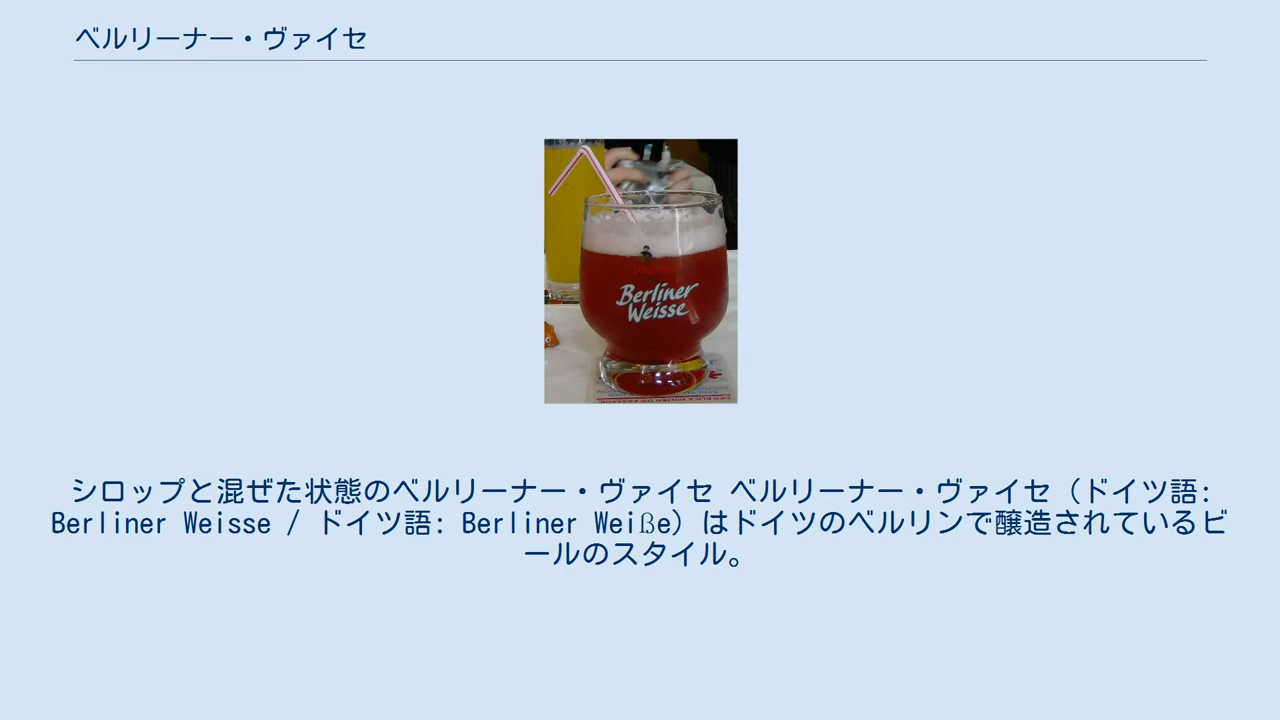 ベルリーナー・ヴァイセ
Berliner
Weisse
シロップと混ぜた状態のベルリーナー・ヴァイセ ベルリーナー・ヴァイセ（ドイツ語:
Berliner Weisse / ドイツ語: Berliner Weiße）はドイツのベルリンで醸造されているビ
ールのスタイル。